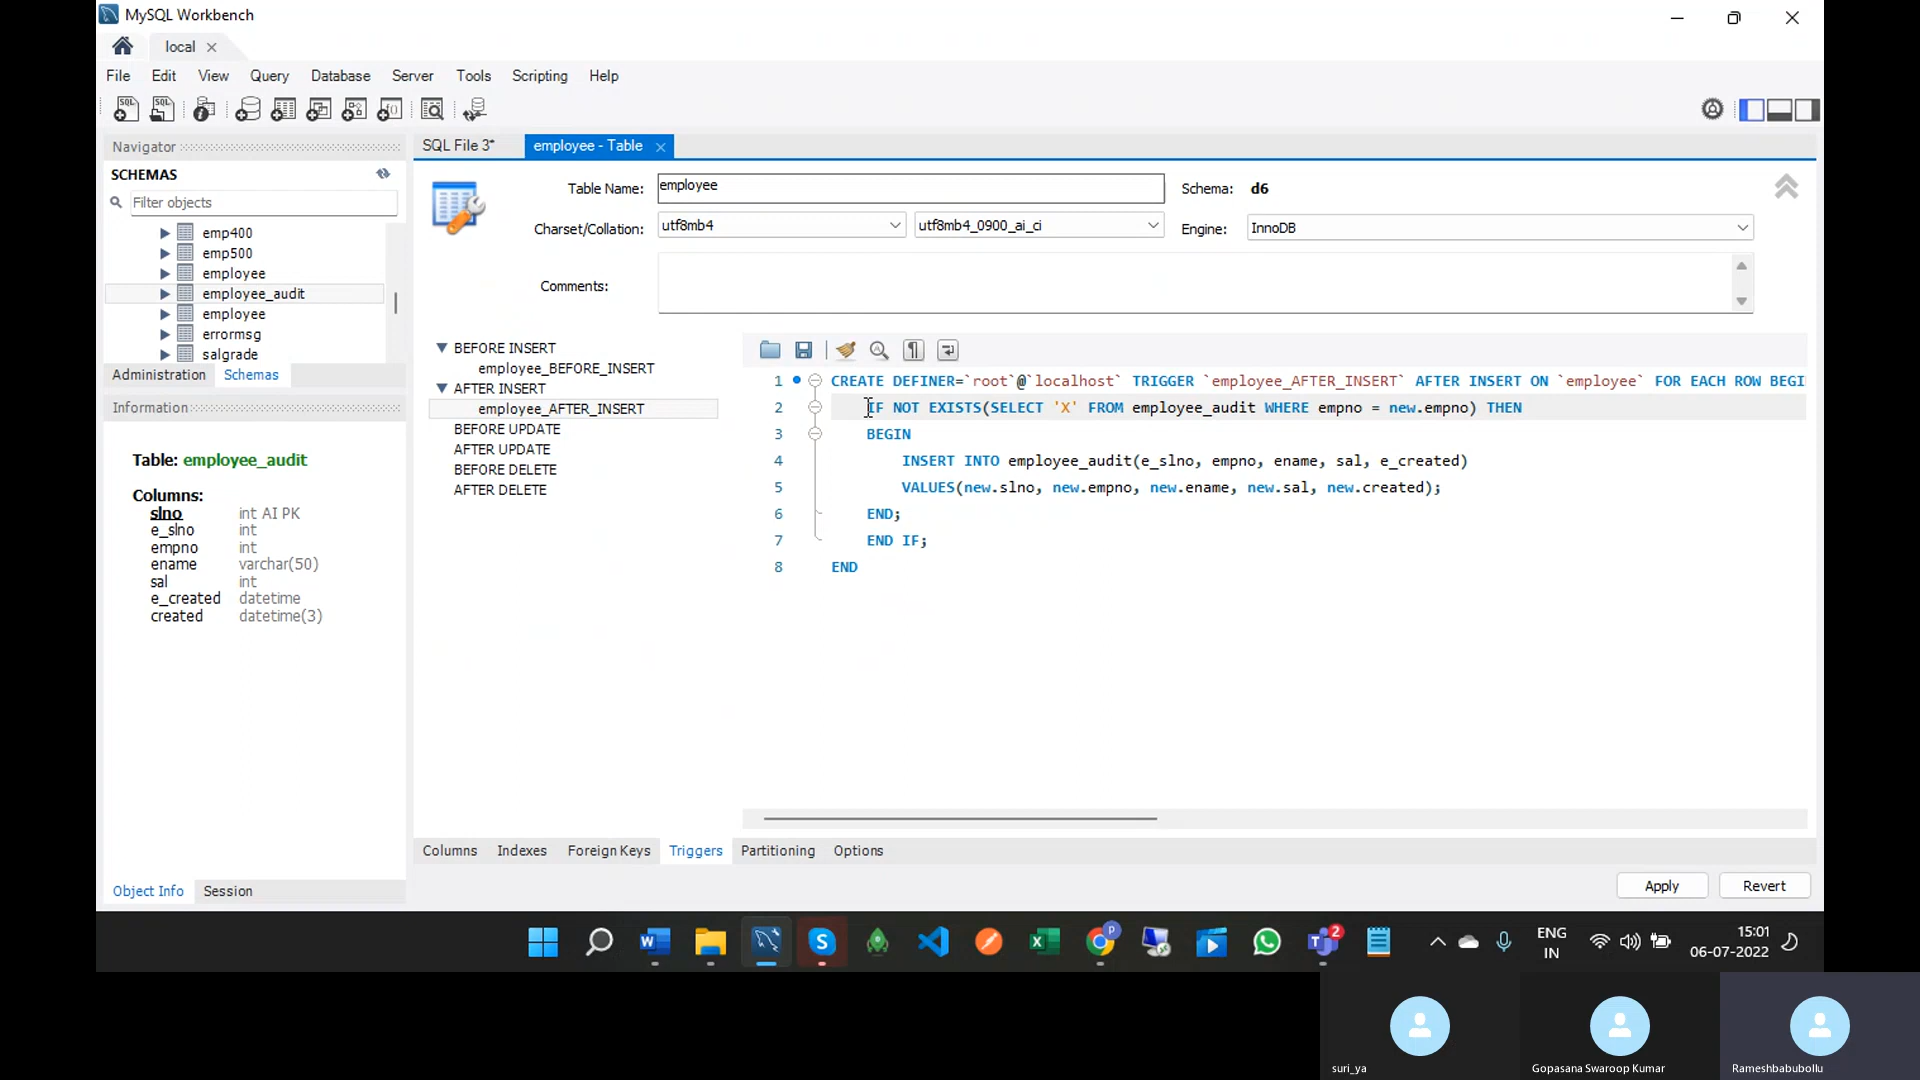 MySQL Workbench
local
File Edit View Query Database Server Tools Scripting Help
Navigator
SCHEMAS
Filter objects
emp400
emp500
employee
employee_audit
employee
errormsg
salgrade
Administration Schemas
Information
Table: employee_audit
Columns:
slno int AI PK
e_slno int
empno int
ename varchar(50)
sal int
e_created datetime
created datetime(3)
Object Info Session
SQL File 3* employee - Table
Table Name: employee Schema: d6
Charset/Collation: utf8mb4 utf8mb4_0900_ai_ci Engine: InnoDB
Comments:
BEFORE INSERT
employee_BEFORE_INSERT
AFTER INSERT
employee_AFTER_INSERT
BEFORE UPDATE
AFTER UPDATE
BEFORE DELETE
AFTER DELETE
1 CREATE DEFINER=`root`@`localhost` TRIGGER `employee_AFTER_INSERT` AFTER INSERT ON `employee` FOR EACH ROW BEGI
2 IF NOT EXISTS(SELECT 'X' FROM employee_audit WHERE empno = new.empno) THEN
3 BEGIN
4 INSERT INTO employee_audit(e_slno, empno, ename, sal, e_created)
5 VALUES(new.slno, new.empno, new.ename, new.sal, new.created);
6 END;
7 END IF;
8 END
Columns Indexes Foreign Keys Triggers Partitioning Options
Apply Revert
ENG
IN
15:01
06-07-2022
suri_ya Gopasana Swaroop Kumar Rameshbabubollu